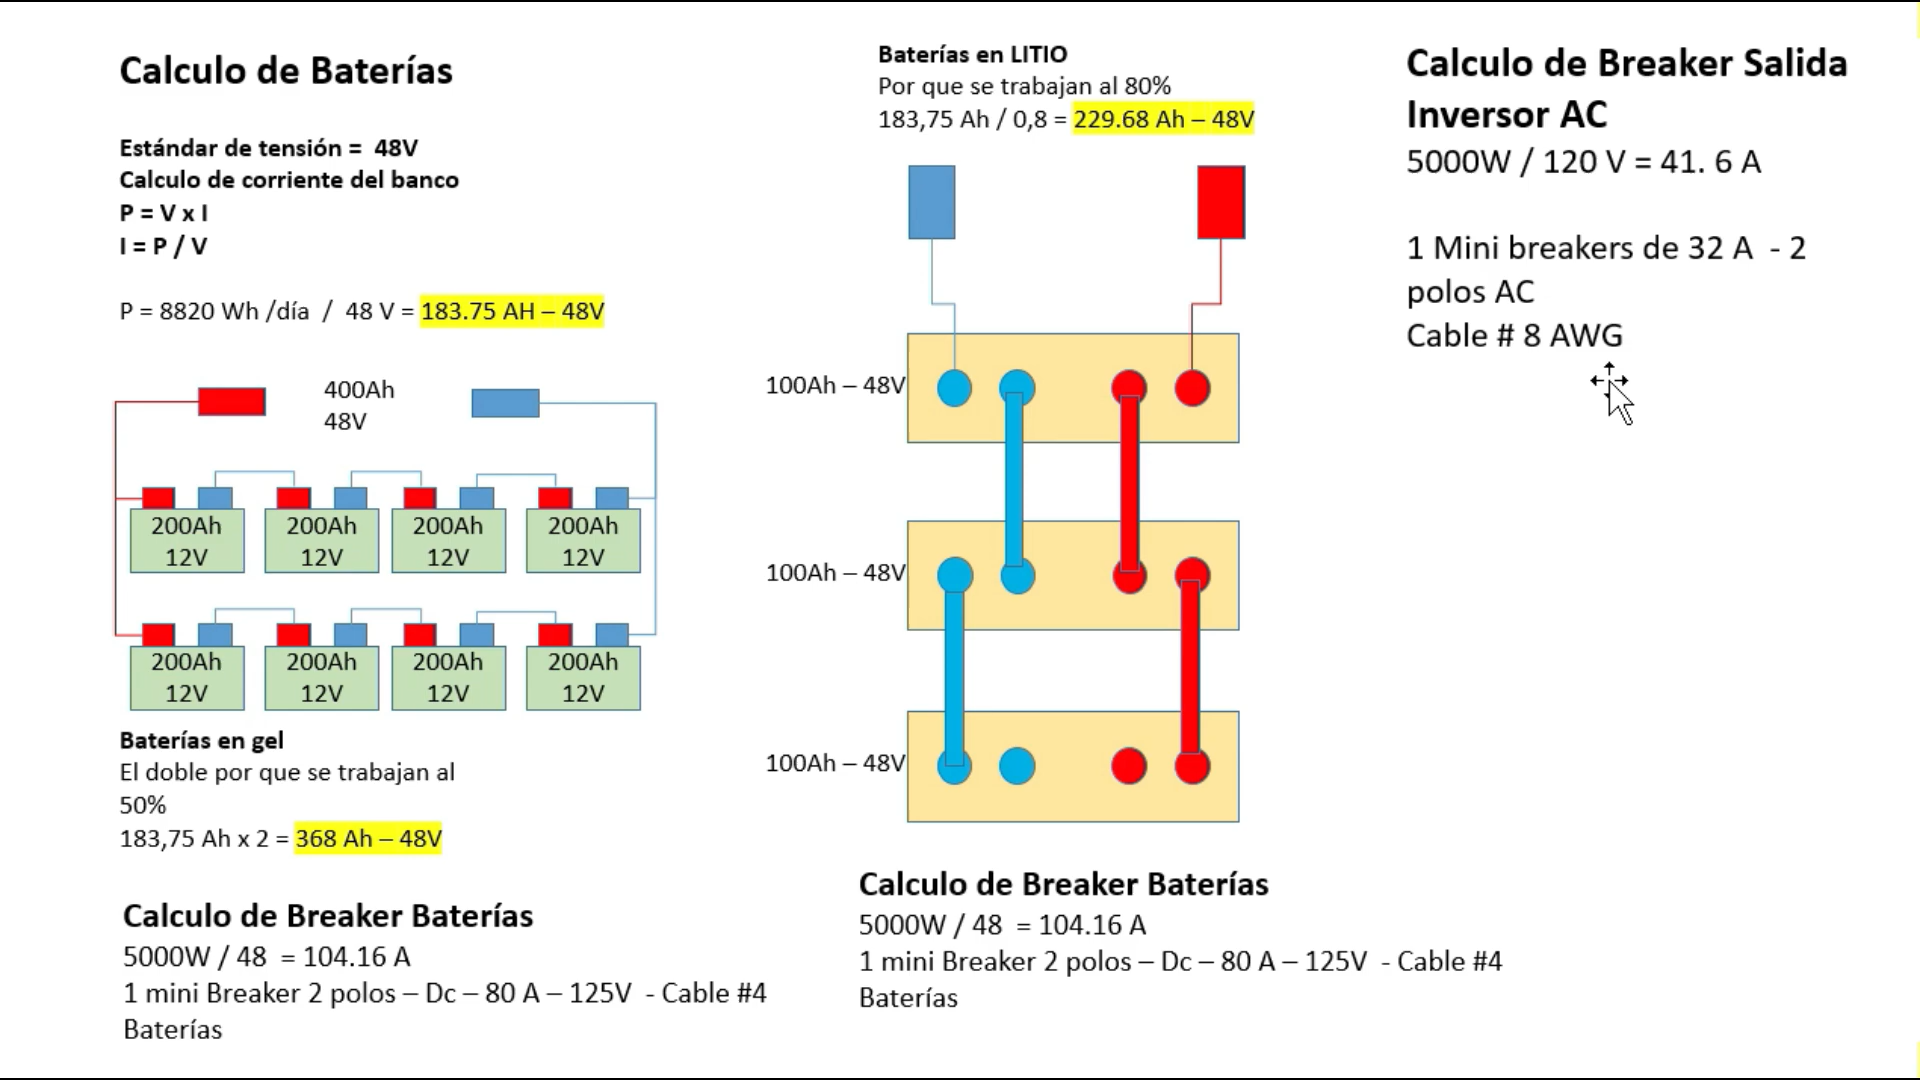 Calculo de Baterías
Estándar de tensión = 48V
Calculo de corriente del banco
P = V x I
I = P / V
P = 8820 Wh /día / 48 V = 183.75 AH – 48V
400Ah
48V
200Ah
12V
200Ah
12V
200Ah
12V
200Ah
12V
200Ah
12V
200Ah
12V
200Ah
12V
200Ah
12V
Baterías en gel
El doble por que se trabajan al
50%
183,75 Ah x 2 = 368 Ah – 48V
Calculo de Breaker Baterías
5000W / 48 = 104.16 A
1 mini Breaker 2 polos – Dc – 80 A – 125V - Cable #4
Baterías
Baterías en LITIO
Por que se trabajan al 80%
183,75 Ah / 0,8 = 229.68 Ah – 48V
100Ah – 48V
100Ah – 48V
100Ah – 48V
Calculo de Breaker Baterías
5000W / 48 = 104.16 A
1 mini Breaker 2 polos – Dc – 80 A – 125V - Cable #4
Baterías
Calculo de Breaker Salida
Inversor AC
5000W / 120 V = 41. 6 A
1 Mini breakers de 32 A - 2
polos AC
Cable # 8 AWG